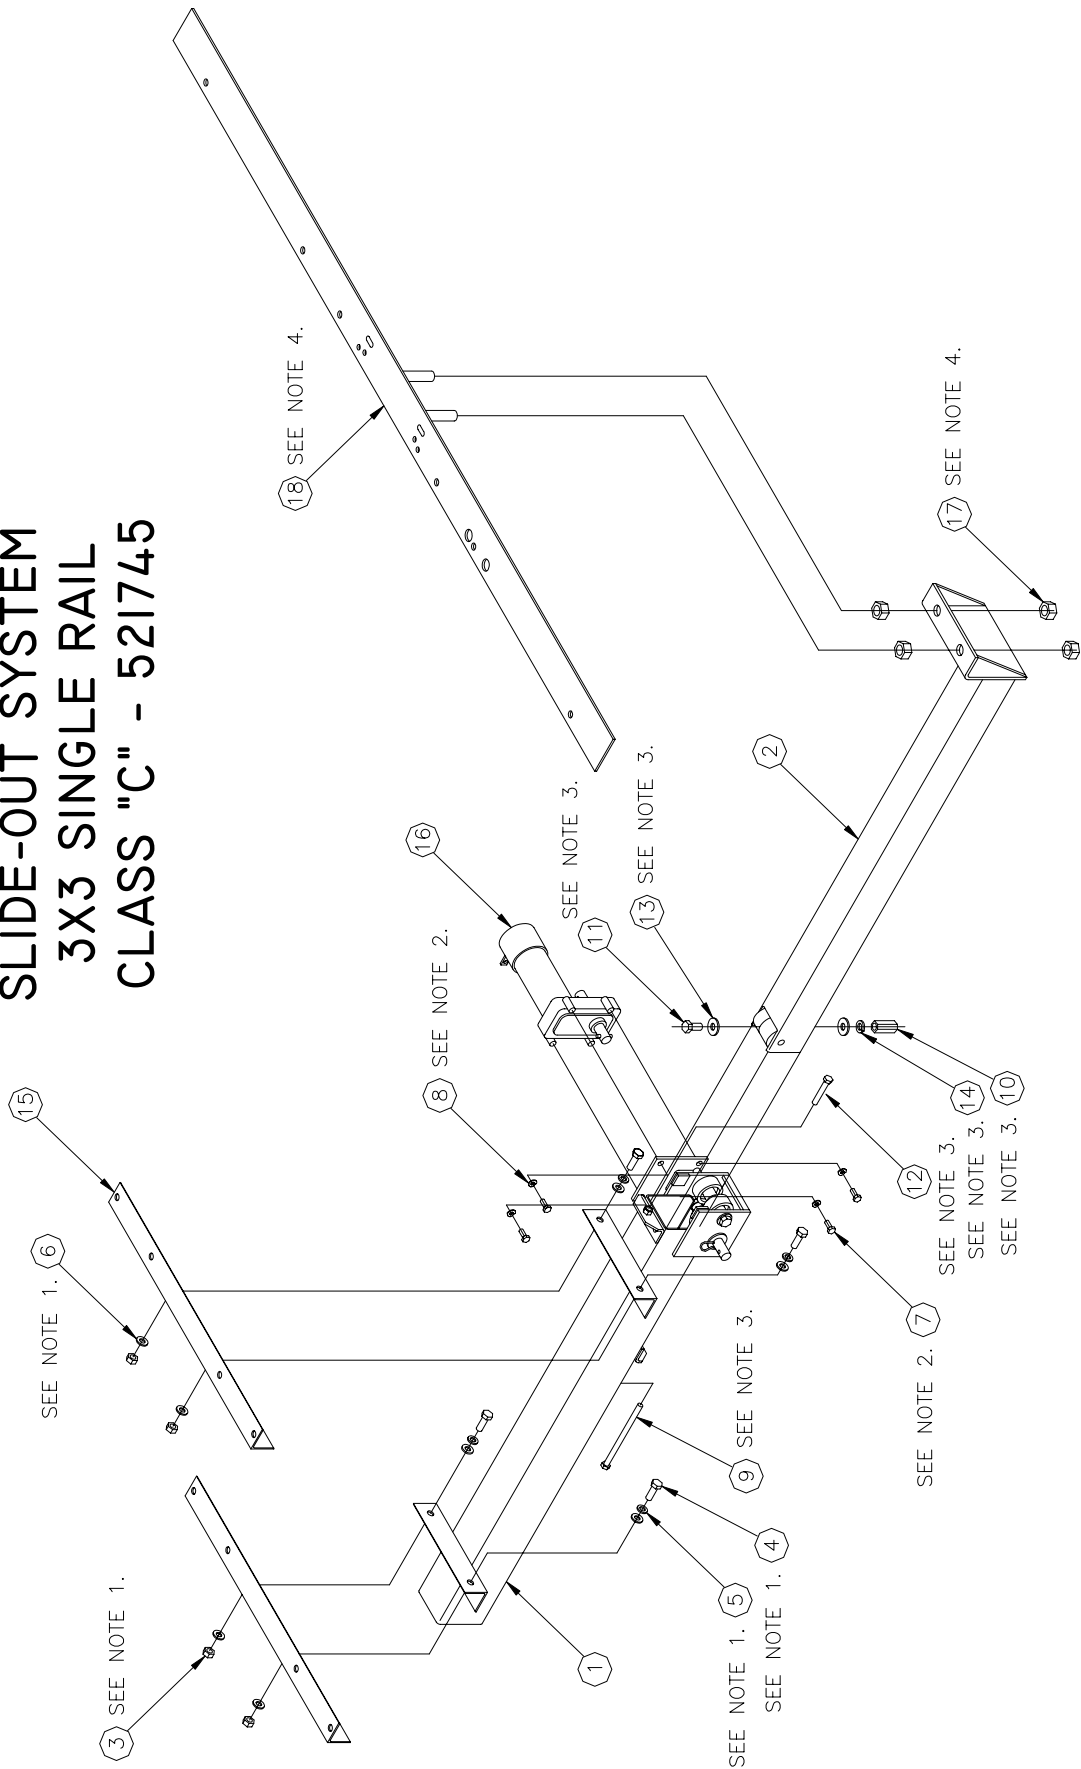 SLIDE-OUT SYSTEM
3X3 SINGLE RAIL
CLASS "C" - 521745
18 SEE NOTE 4.
17 SEE NOTE 4.
2
16
SEE NOTE 3.
11
13 SEE NOTE 3.
8 SEE NOTE 2.
15
SEE NOTE 1. 6
SEE NOTE 3. 12
SEE NOTE 3. 14
SEE NOTE 3. 10
SEE NOTE 2. 7
9 SEE NOTE 3.
3 SEE NOTE 1.
1
SEE NOTE 1. 5
SEE NOTE 1. 4